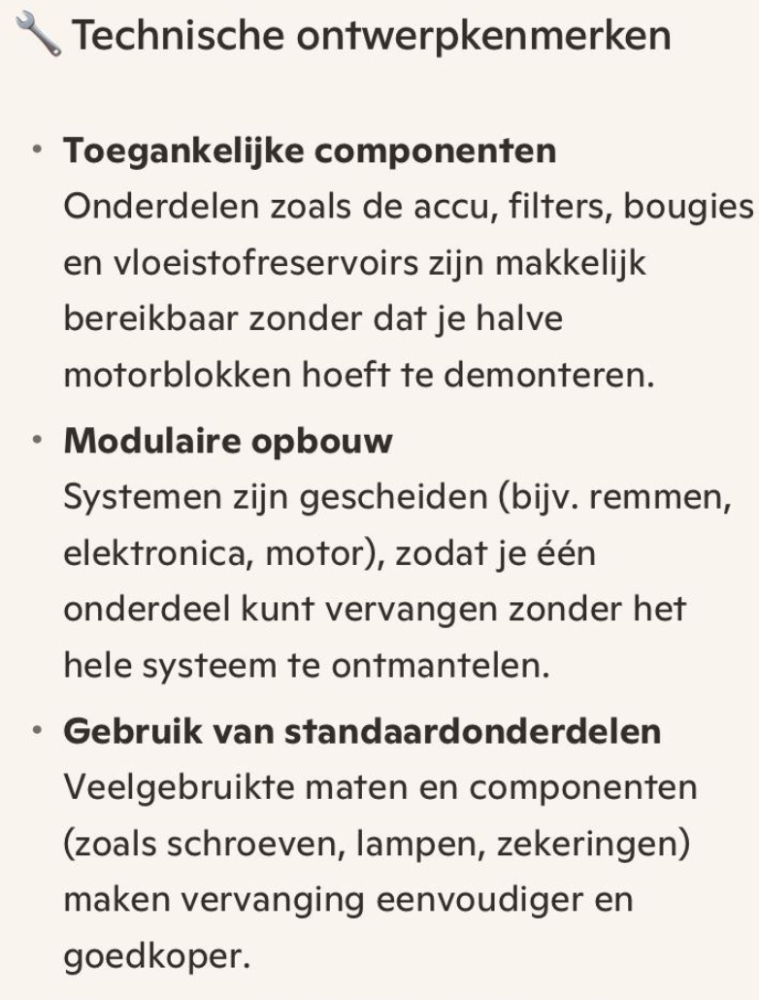 🔧 Technische ontwerpkenmerken
• Toegankelijke componenten
Onderdelen zoals de accu, filters, bougies
en vloeistofreservoirs zijn makkelijk
bereikbaar zonder dat je halve
motorblokken hoeft te demonteren.
• Modulaire opbouw
Systemen zijn gescheiden (bijv. remmen,
elektronica, motor), zodat je één
onderdeel kunt vervangen zonder het
hele systeem te ontmantelen.
• Gebruik van standaardonderdelen
Veelgebruikte maten en componenten
(zoals schroeven, lampen, zekeringen)
maken vervanging eenvoudiger en
goedkoper.